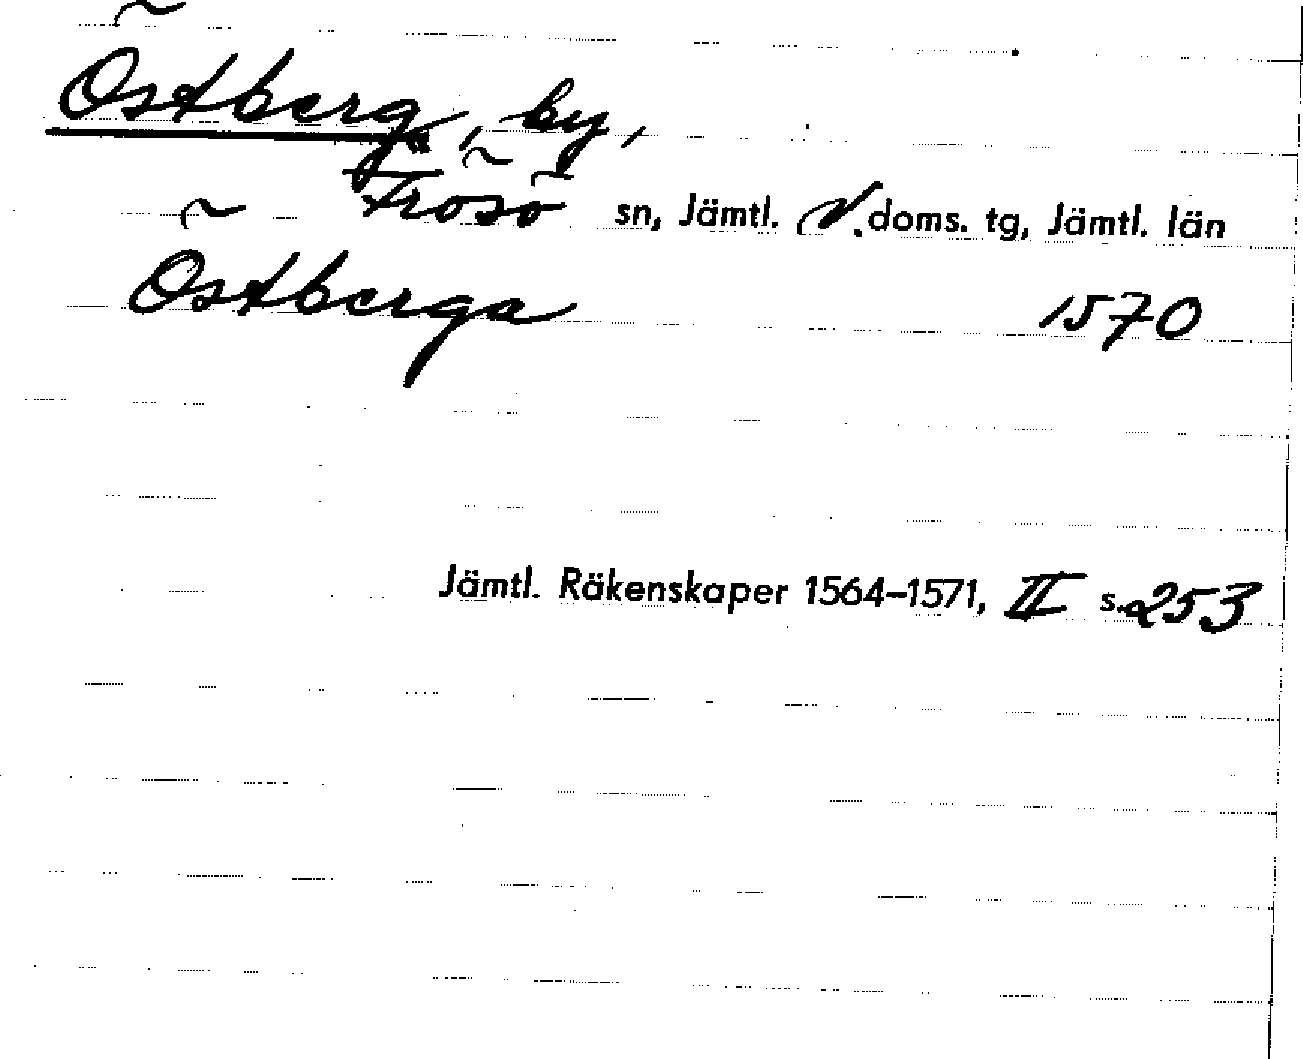 Östberg, by,
Frösö sn, Jämtl. V. doms. tg, Jämtl. län
Östberga 1570
Jämtl. Räkenskaper 1564–1571, II s. 253